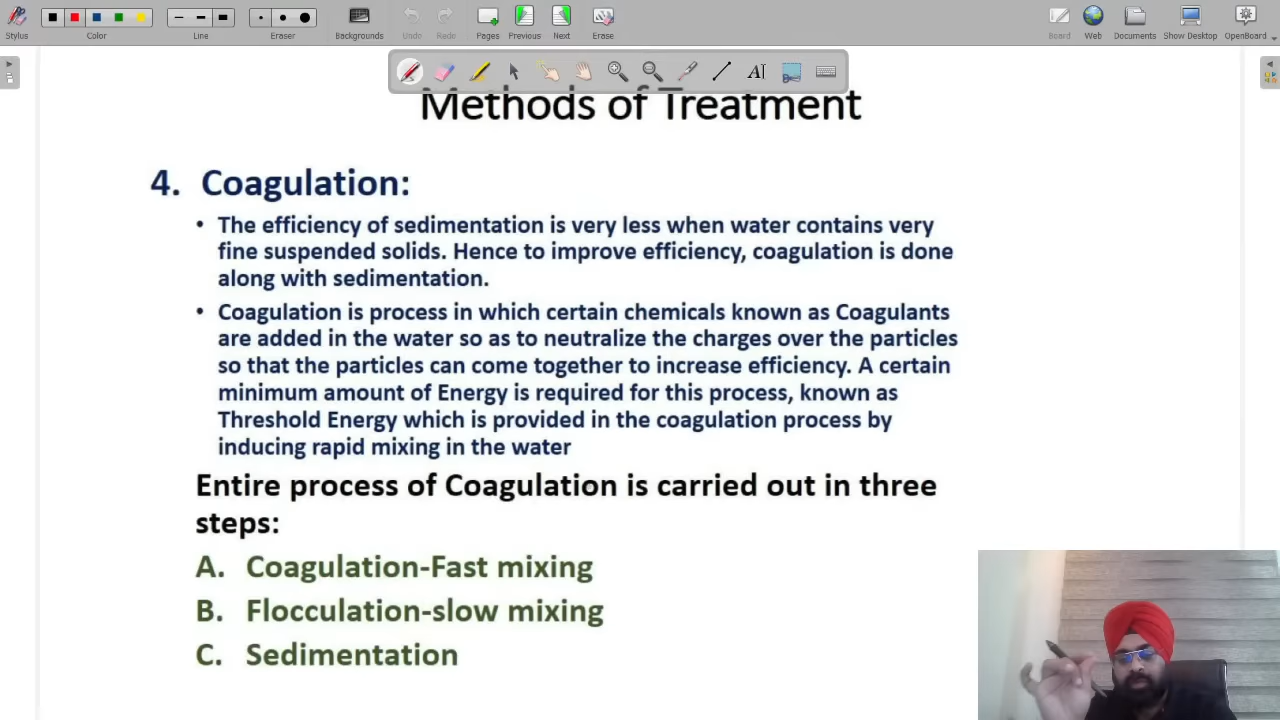 Stylus
Color
Line
Eraser
Backgrounds
Undo
Redo
Pages
Previous
Next
Erase
Board
Web
Documents
Show Desktop
OpenBoard
Methods of Treatment
4. Coagulation:
• The efficiency of sedimentation is very less when water contains very
fine suspended solids. Hence to improve efficiency, coagulation is done
along with sedimentation.
• Coagulation is process in which certain chemicals known as Coagulants
are added in the water so as to neutralize the charges over the particles
so that the particles can come together to increase efficiency. A certain
minimum amount of Energy is required for this process, known as
Threshold Energy which is provided in the coagulation process by
inducing rapid mixing in the water
Entire process of Coagulation is carried out in three
steps:
A. Coagulation-Fast mixing
B. Flocculation-slow mixing
C. Sedimentation